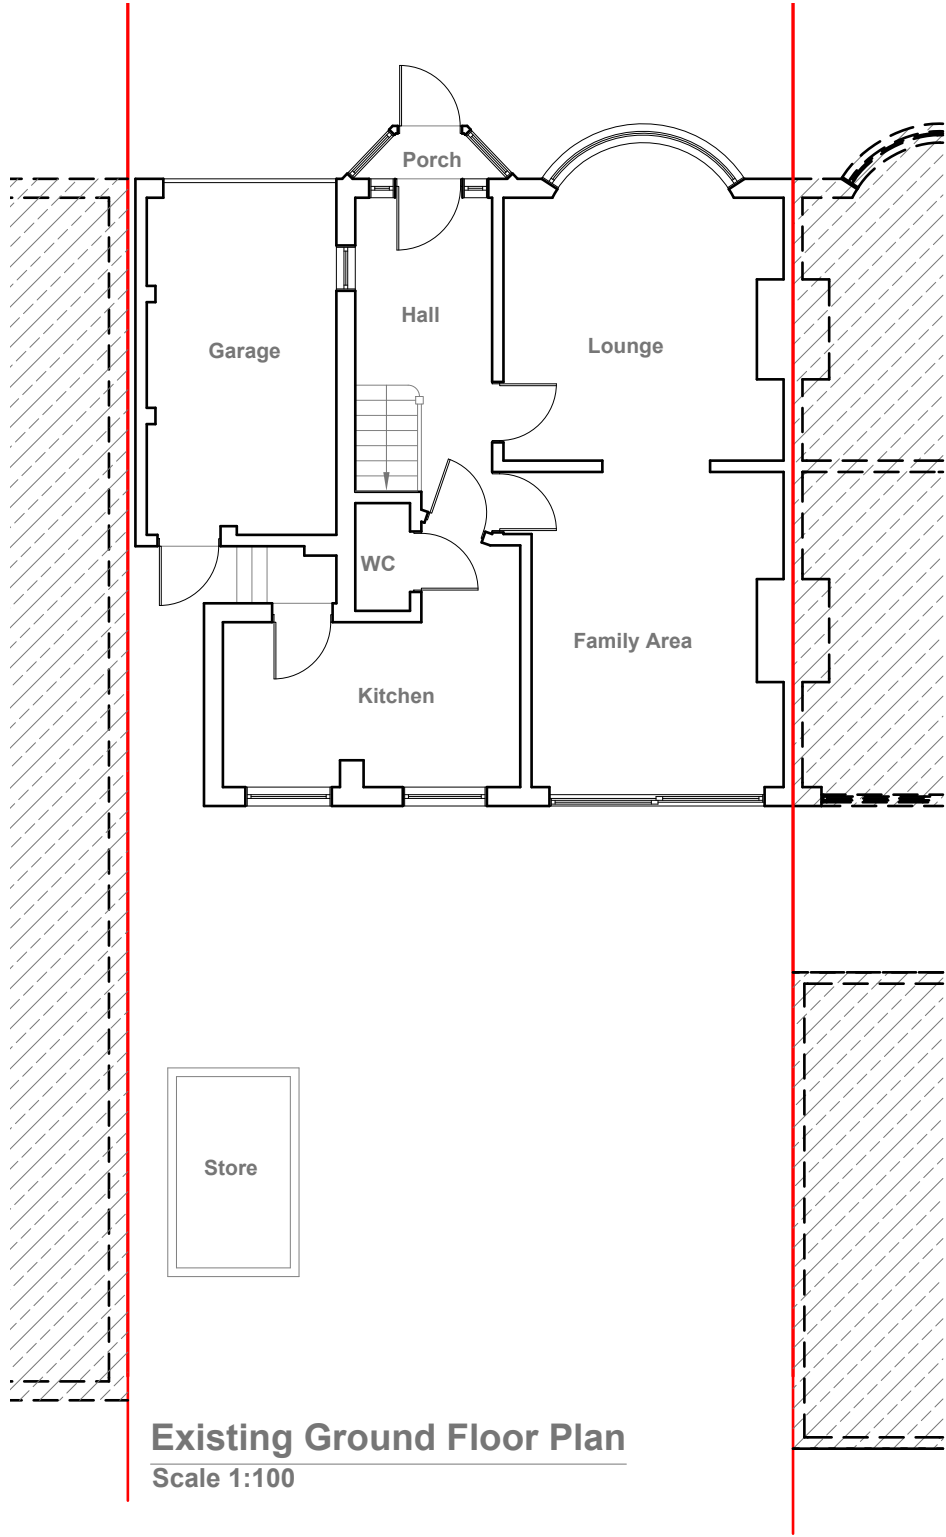 Porch
Hall
Garage
Lounge
WC
Family Area
Kitchen
Store
Existing Ground Floor Plan
Scale 1:100